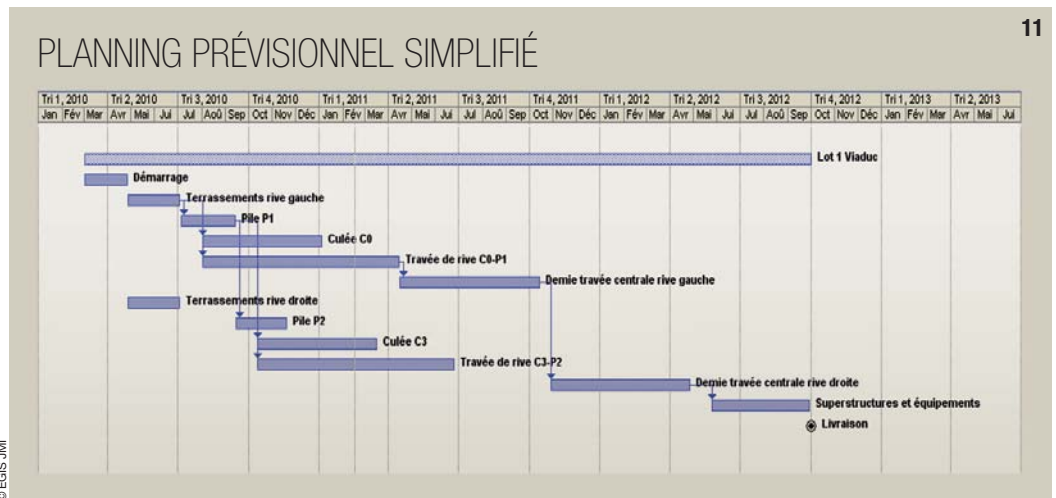 11
PLANNING PRÉVISIONNEL SIMPLIFIÉ
Tri 1, 2010 Tri 2, 2010 Tri 3, 2010 Tri 4, 2010 Tri 1, 2011 Tri 2, 2011 Tri 3, 2011 Tri 4, 2011 Tri 1, 2012 Tri 2, 2012 Tri 3, 2012 Tri 4, 2012 Tri 1, 2013 Tri 2, 2013
Jan Fév Mar Avr Mai Jui Jul Aoû Sep Oct Nov Déc Jan Fév Mar Avr Mai Jui Jul Aoû Sep Oct Nov Déc Jan Fév Mar Avr Mai Jui Jul Aoû Sep Oct Nov Déc Jan Fév Mar Avr Mai Jui
Lot 1 Viaduc
Démarrage
Terrassements rive gauche
Pile P1
Culée C0
Travée de rive C0-P1
Demie travée centrale rive gauche
Terrassements rive droite
Pile P2
Culée C3
Travée de rive C3-P2
Demie travée centrale rive droite
Superstructures et équipements
Livraison
© EGIS JMI